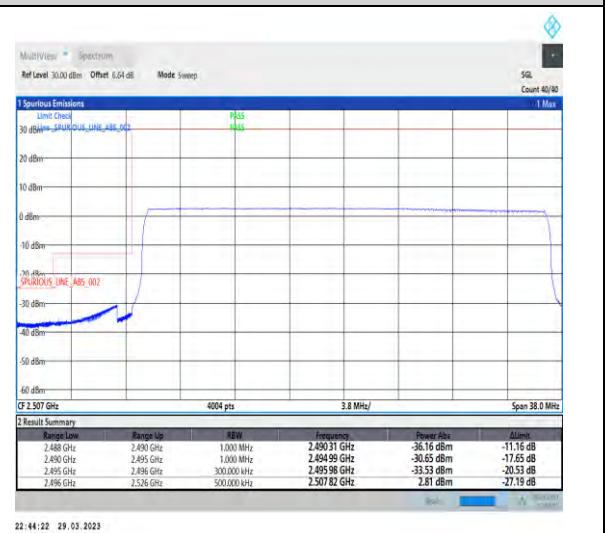 MultiView Spectrum
Ref Level 30.00 dBm Offset 6.64 dB Mode Sweep SGL
Count 40/40
1 Spurious Emissions 1 Max
Limit Check PASS
30 dBm Line _SPURIOUS_LINE_ABS_002 PASS
20 dBm
10 dBm
0 dBm
-10 dBm
-20 dBm
_SPURIOUS_LINE_ABS_002
-30 dBm
-40 dBm
-50 dBm
-60 dBm
CF 2.507 GHz 4004 pts 3.8 MHz/ Span 38.0 MHz
2 Result Summary
Range Low Range Up RBW Frequency Power Abs ΔLimit
2.488 GHz 2.490 GHz 1.000 MHz 2.490 31 GHz -36.16 dBm -11.16 dB
2.490 GHz 2.495 GHz 1.000 MHz 2.494 99 GHz -30.65 dBm -17.65 dB
2.495 GHz 2.496 GHz 300.000 kHz 2.495 98 GHz -33.53 dBm -20.53 dB
2.496 GHz 2.526 GHz 500.000 kHz 2.507 82 GHz 2.81 dBm -27.19 dB
22:44:22 29.03.2023